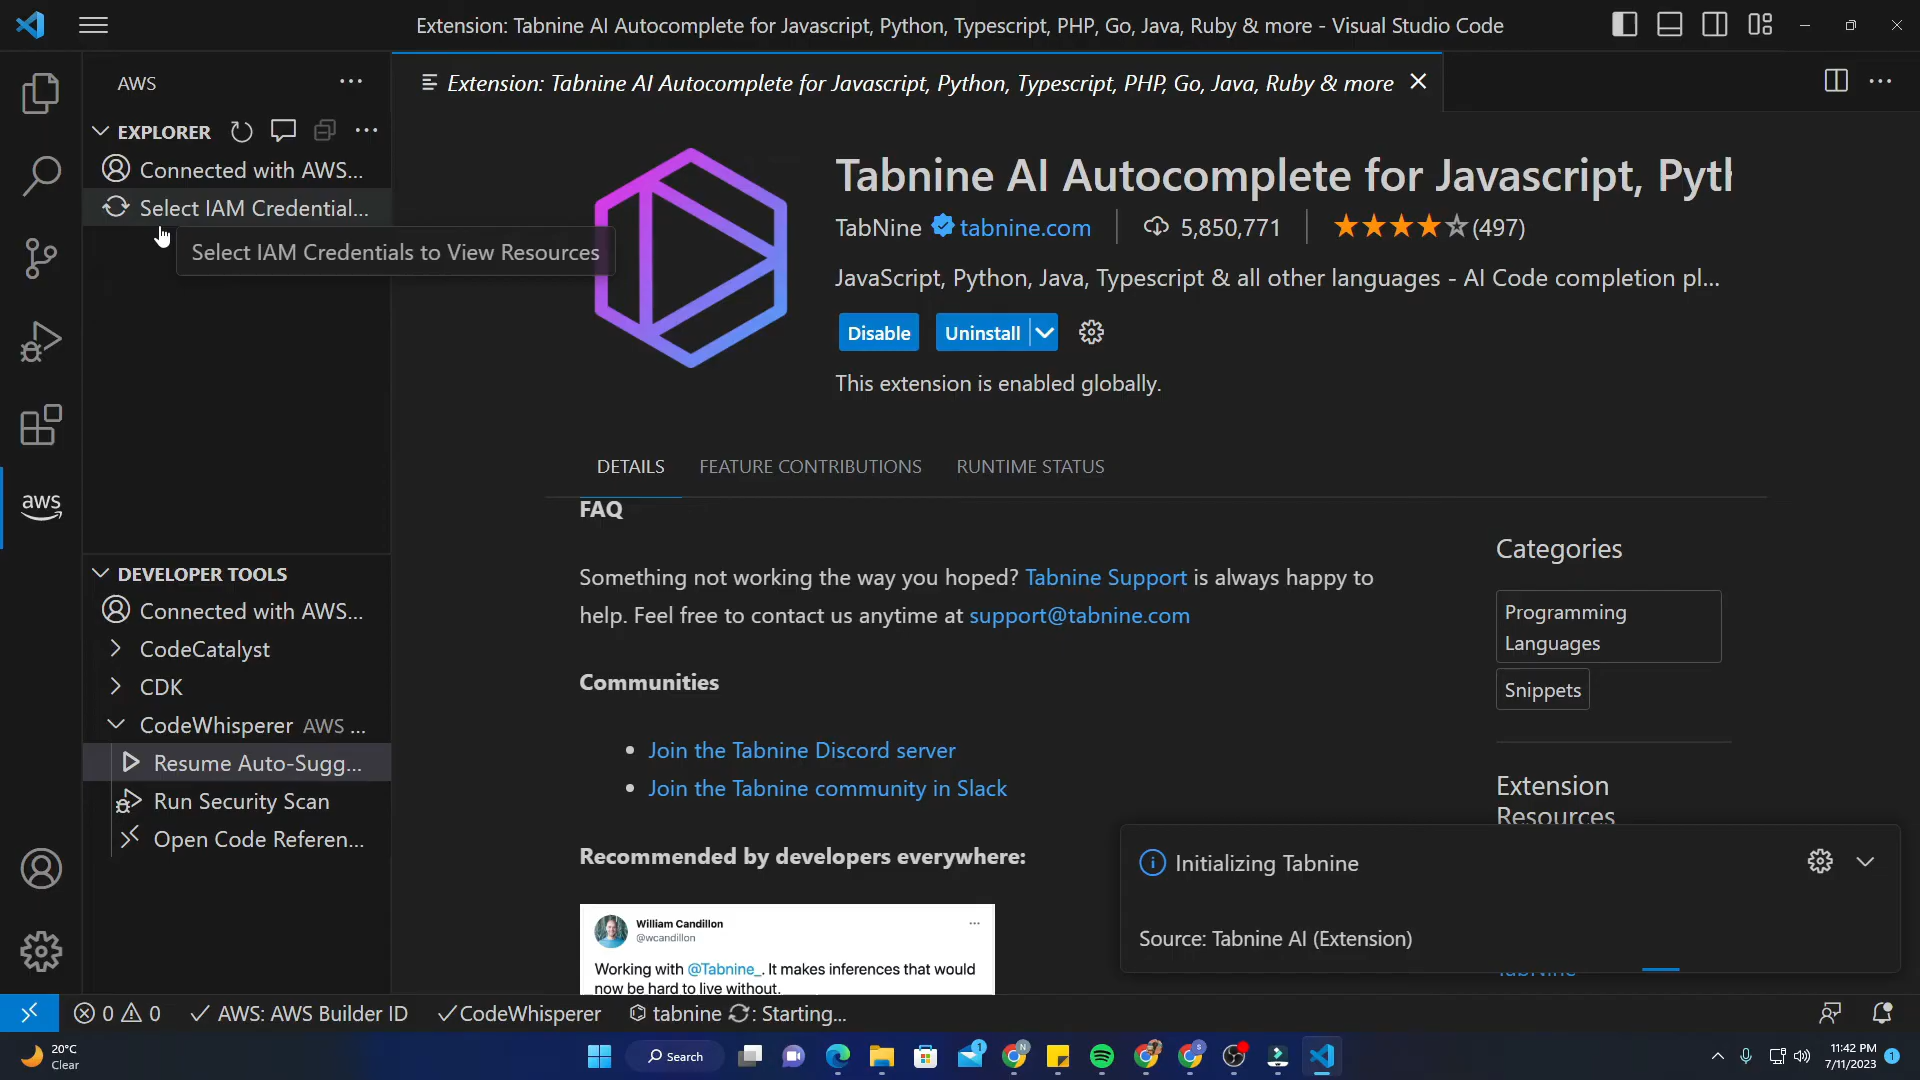 Extension: Tabnine AI Autocomplete for Javascript, Python, Typescript, PHP, Go, Java, Ruby & more - Visual Studio Code
AWS
Extension: Tabnine AI Autocomplete for Javascript, Python, Typescript, PHP, Go, Java, Ruby & more
EXPLORER
Connected with AWS...
Select IAM Credential...
Select IAM Credentials to View Resources
Tabnine AI Autocomplete for Javascript, Pyth
TabNine tabnine.com 5,850,771 (497)
JavaScript, Python, Java, Typescript & all other languages - AI Code completion pl...
Disable Uninstall
This extension is enabled globally.
DETAILS FEATURE CONTRIBUTIONS RUNTIME STATUS
FAQ
Something not working the way you hoped? Tabnine Support is always happy to
help. Feel free to contact us anytime at support@tabnine.com
Communities
Join the Tabnine Discord server
Join the Tabnine community in Slack
Recommended by developers everywhere:
William Candillon
@wcandillon
Working with @Tabnine_. It makes inferences that would
now be hard to live without.
Categories
Programming
Languages
Snippets
Extension
Resources
TabNine
Initializing Tabnine
Source: Tabnine AI (Extension)
DEVELOPER TOOLS
Connected with AWS...
CodeCatalyst
CDK
CodeWhisperer AWS ...
Resume Auto-Sugg...
Run Security Scan
Open Code Referen...
aws
0 0 AWS: AWS Builder ID CodeWhisperer tabnine : Starting...
20°C
Clear
Search
1
N
S
11:42 PM
7/11/2023
1